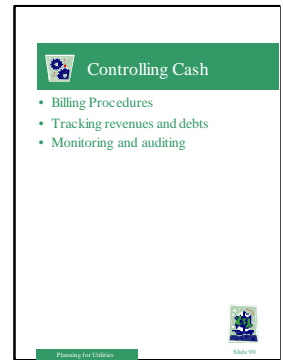 Controlling Cash
• Billing Procedures
• Tracking revenues and debts
• Monitoring and auditing
Planning for Utilities
Slide 90